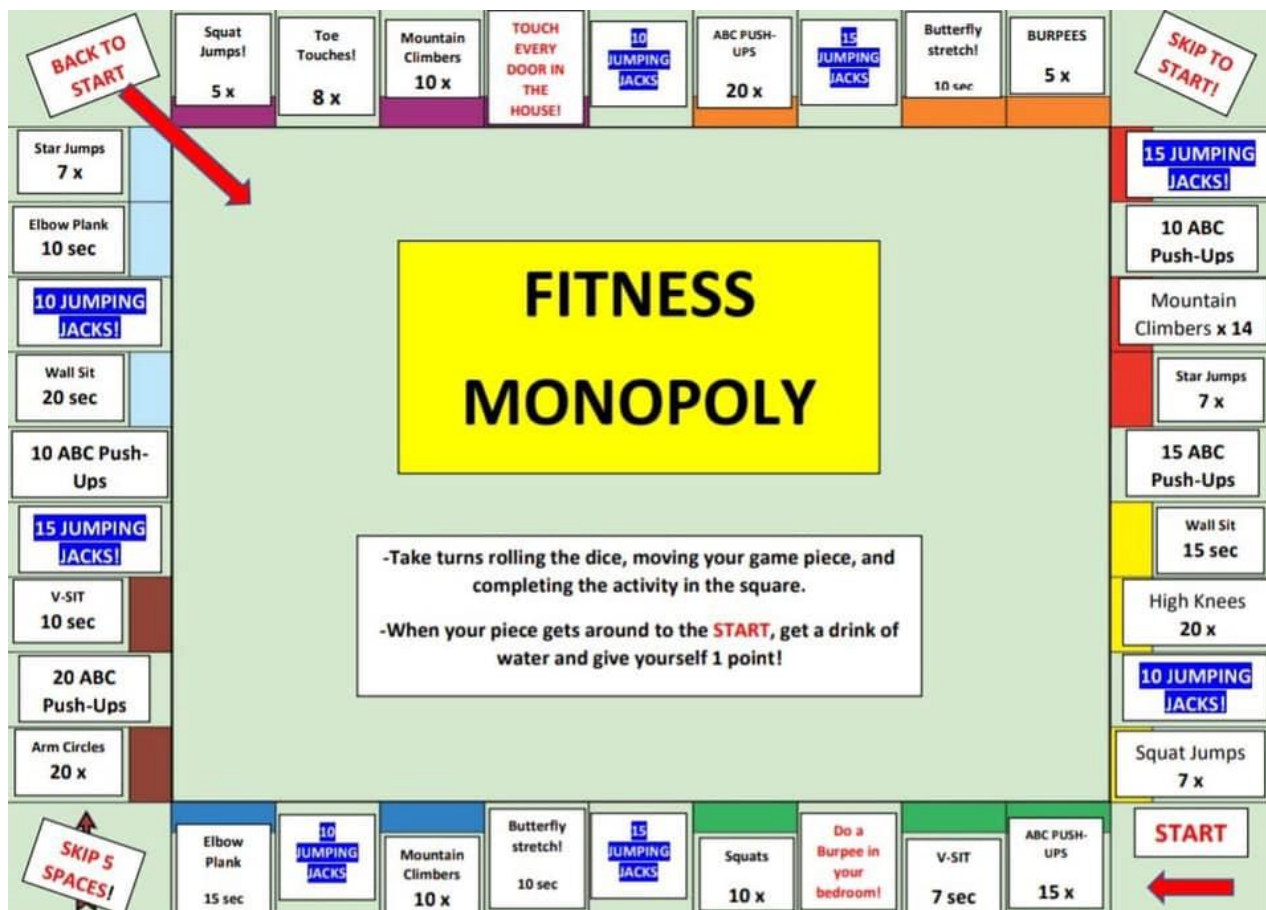 BACK TO
START
Squat
Jumps!
5 x
Toe
Touches!
8 x
Mountain
Climbers
10 x
TOUCH
EVERY
DOOR IN
THE
HOUSE!
10
JUMPING
JACKS
ABC PUSH-
UPS
20 x
15
JUMPING
JACKS
Butterfly
stretch!
10 sec
BURPEES
5 x
SKIP TO
START!
Star Jumps
7 x
Elbow Plank
10 sec
10 JUMPING
JACKS!
Wall Sit
20 sec
10 ABC Push-
Ups
15 JUMPING
JACKS!
V-SIT
10 sec
20 ABC
Push-Ups
Arm Circles
20 x
FITNESS
MONOPOLY
-Take turns rolling the dice, moving your game piece, and
completing the activity in the square.
-When your piece gets around to the START, get a drink of
water and give yourself 1 point!
15 JUMPING
JACKS!
10 ABC
Push-Ups
Mountain
Climbers x 14
Star Jumps
7 x
15 ABC
Push-Ups
Wall Sit
15 sec
High Knees
20 x
10 JUMPING
JACKS!
Squat Jumps
7 x
SKIP 5
SPACES!
Elbow
Plank
15 sec
10
JUMPING
JACKS
Mountain
Climbers
10 x
Butterfly
stretch!
10 sec
15
JUMPING
JACKS
Squats
10 x
Do a
Burpee in
your
bedroom!
V-SIT
7 sec
ABC PUSH-
UPS
15 x
START